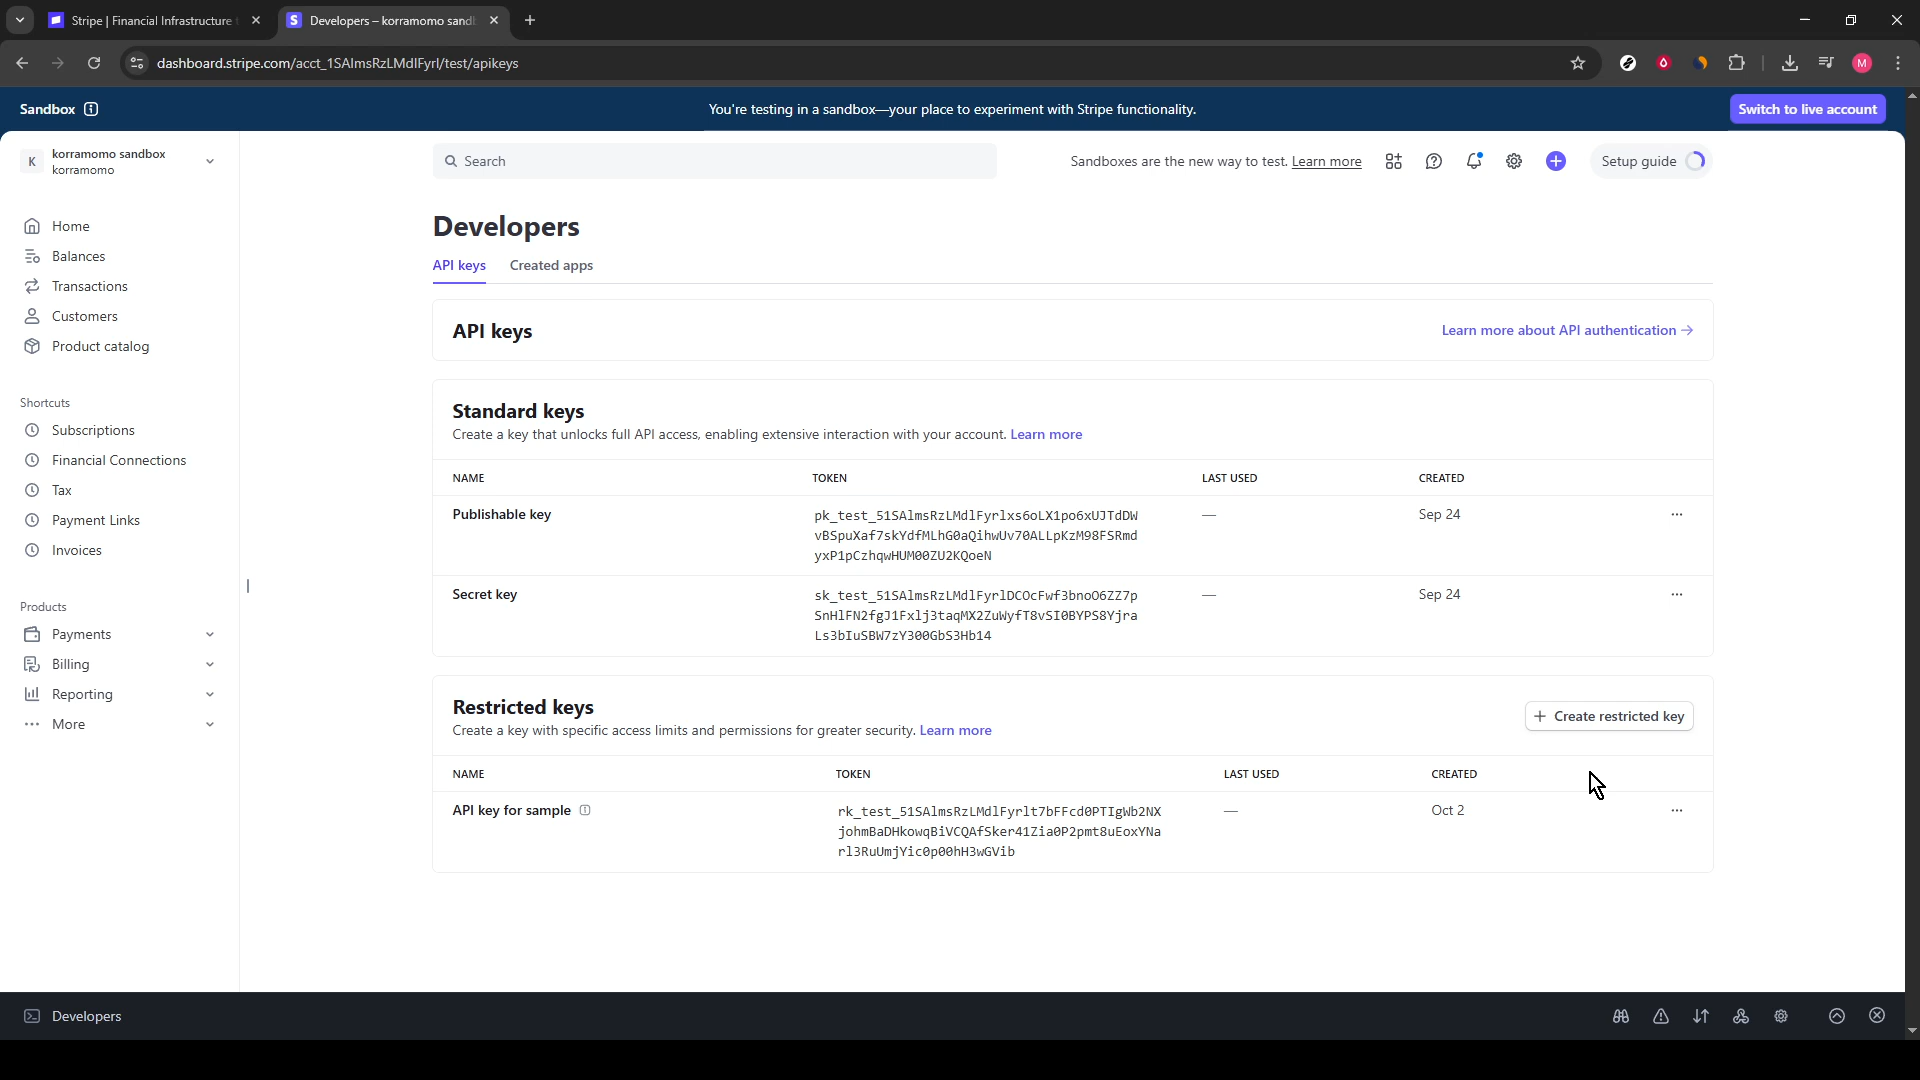 Stripe | Financial Infrastructure
Developers – korramomo sand
dashboard.stripe.com/acct_1SAlmsRzLMdlFyrl/test/apikeys
M
Sandbox
You're testing in a sandbox—your place to experiment with Stripe functionality.
Switch to live account
K
korramomo sandbox
korramomo
Search
Sandboxes are the new way to test. Learn more
Setup guide
Home
Balances
Transactions
Customers
Product catalog
Shortcuts
Subscriptions
Financial Connections
Tax
Payment Links
Invoices
Products
Payments
Billing
Reporting
More
Developers
API keys
Created apps
API keys
Learn more about API authentication →
Standard keys
Create a key that unlocks full API access, enabling extensive interaction with your account. Learn more
NAME TOKEN LAST USED CREATED
Publishable key
pk_test_51SAlmsRzLMdlFyrlxs6oLX1po6xUJTdDW
vBSpuXaf7skYdfMLhG0aQihwUv70ALLpKzM98FSRmd
yxP1pCzhqwHUM00ZU2KQoeN
—
Sep 24
Secret key
sk_test_51SAlmsRzLMdlFyrlDCOcFwf3bnoO6ZZ7p
SnHlFN2fgJ1Fxlj3taqMX2ZuWyfT8vSI0BYPS8Yjra
Ls3bIuSBW7zY300GbS3Hb14
—
Sep 24
Restricted keys
Create a key with specific access limits and permissions for greater security. Learn more
+ Create restricted key
NAME TOKEN LAST USED CREATED
API key for sample
rk_test_51SAlmsRzLMdlFyrlt7bFFcd0PTIgWb2NX
johmBaDHkowqBiVCQAfSker41Zia0P2pmt8uEoxYNa
rl3RuUmjYic0p00hH3wGVib
—
Oct 2
Developers